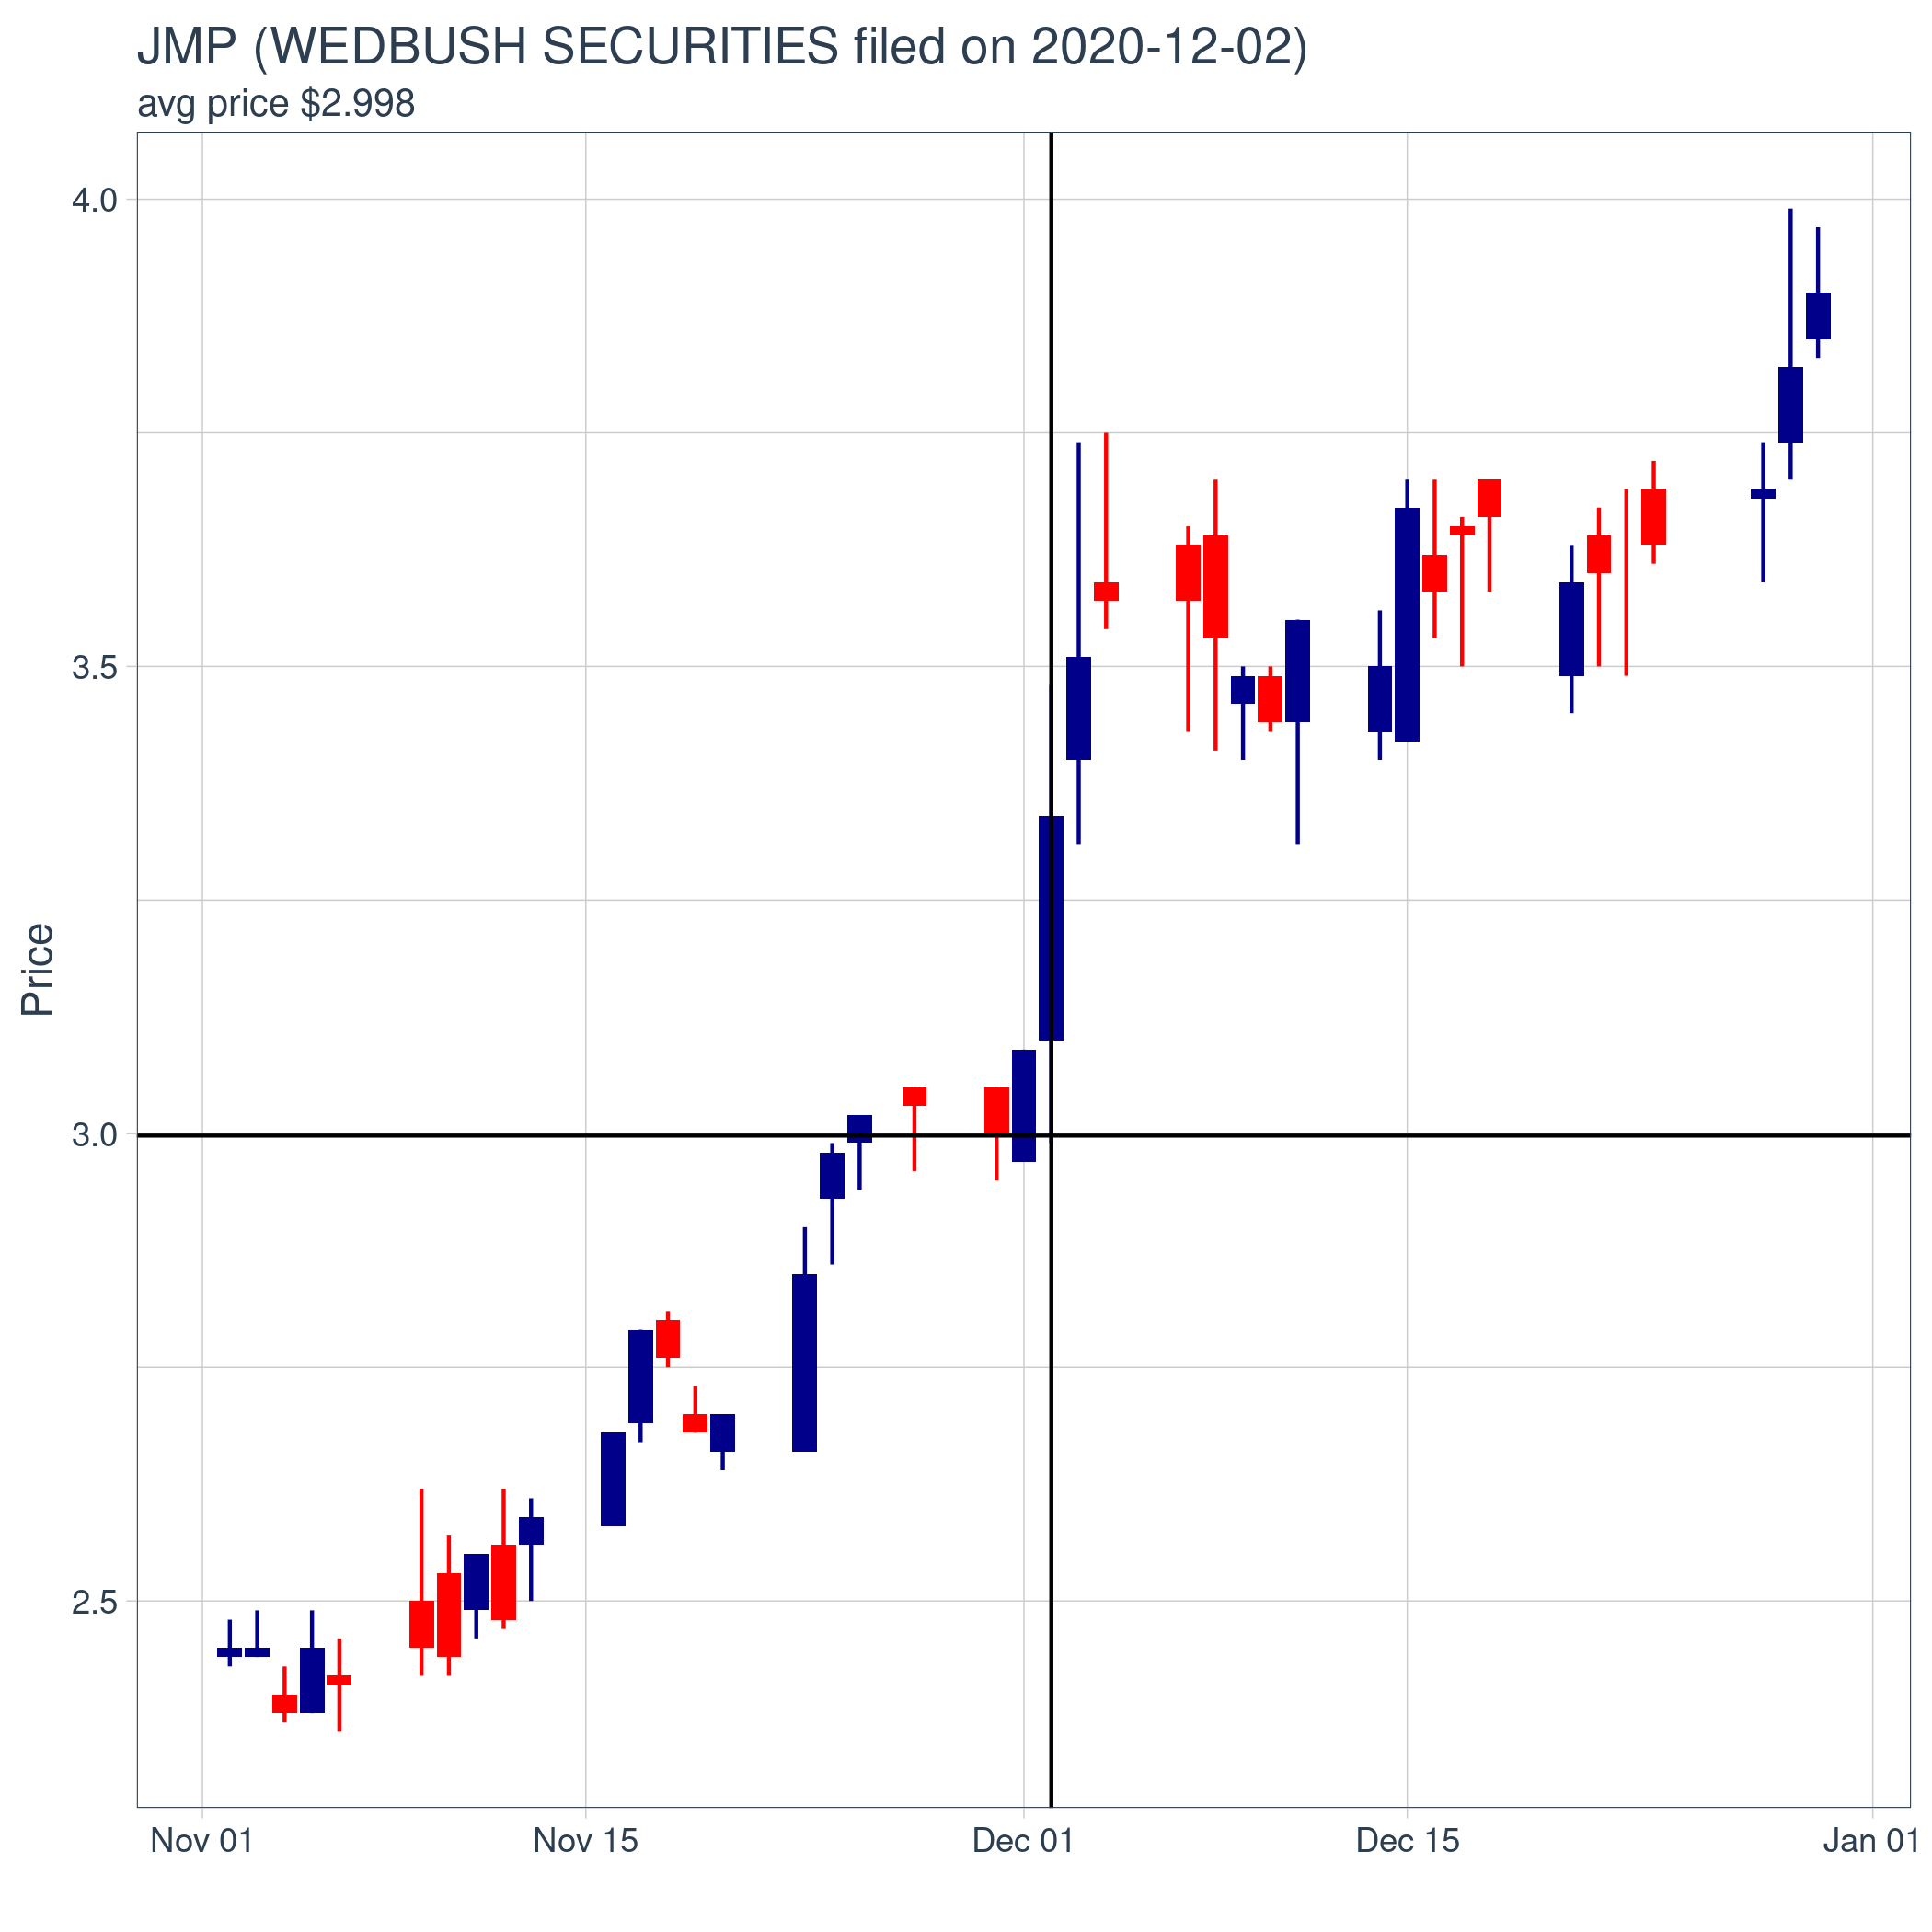 JMP (WEDBUSH SECURITIES filed on 2020-12-02)
avg price $2.998
4.0
3.5
3.0
2.5
Price
Nov 01
Nov 15
Dec 01
Dec 15
Jan 01